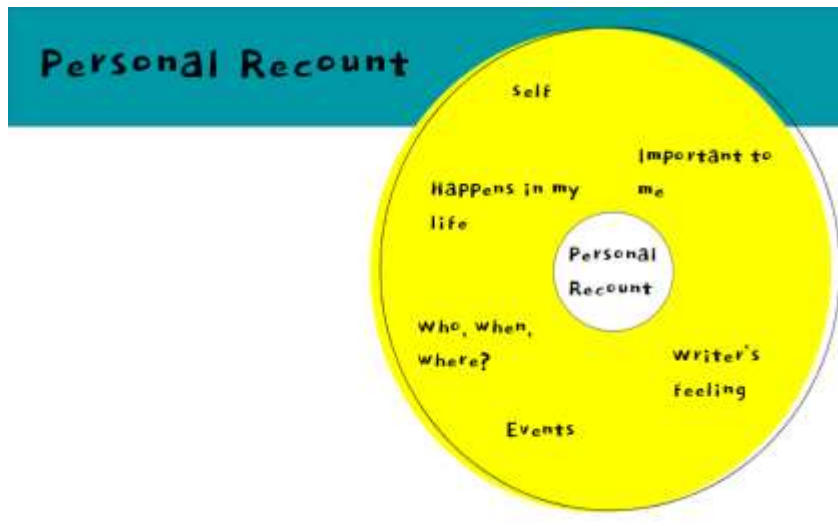 Personal Recount
Self
Important to
me
Happens in my
life
Personal
Recount
Who, when,
where?
Writer's
feeling
Events